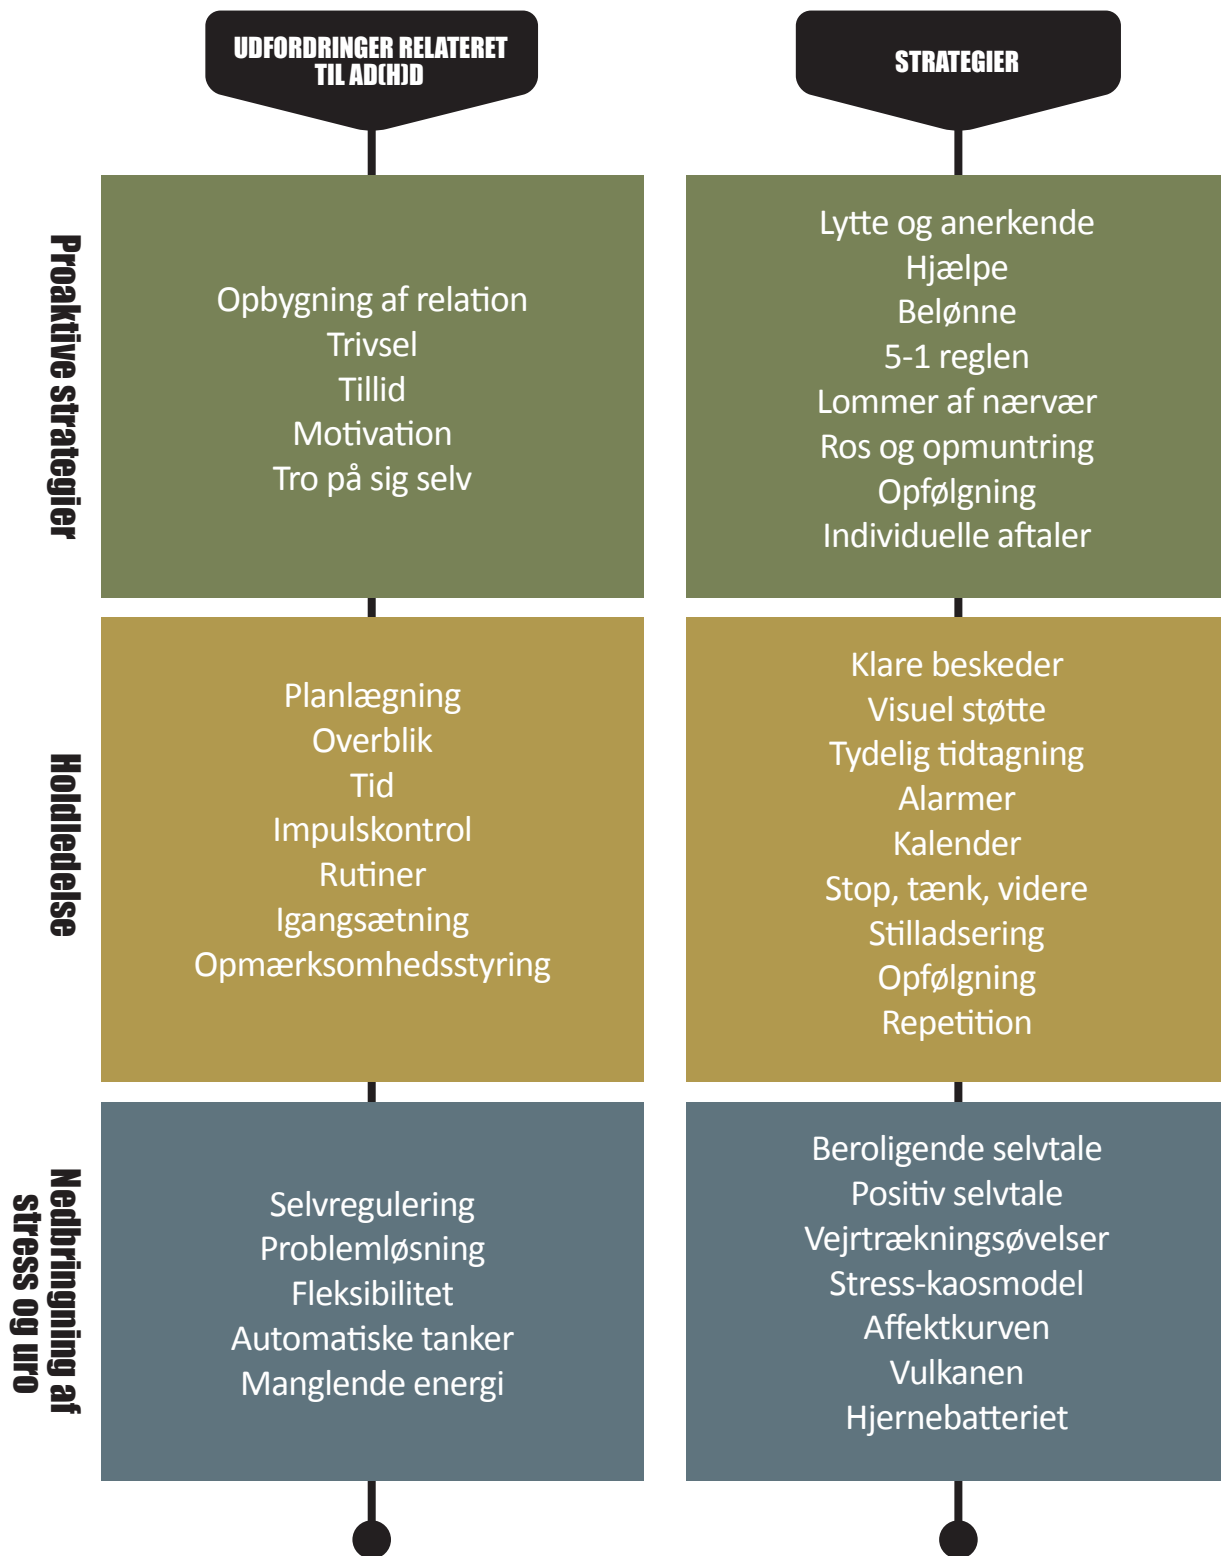 UDFORDRINGER RELATERET
TIL AD(H)D
STRATEGIER
Proaktive strategier
Opbygning af relation
Trivsel
Tillid
Motivation
Tro på sig selv
Lytte og anerkende
Hjælpe
Belønne
5-1 reglen
Lommer af nærvær
Ros og opmuntring
Opfølgning
Individuelle aftaler
Holdledelse
Planlægning
Overblik
Tid
Impulskontrol
Rutiner
Igangsætning
Opmærksomhedsstyring
Klare beskeder
Visuel støtte
Tydelig tidtagning
Alarmer
Kalender
Stop, tænk, videre
Stilladsering
Opfølgning
Repetition
Nedbringning af
stress og uro
Selvregulering
Problemløsning
Fleksibilitet
Automatiske tanker
Manglende energi
Beroligende selvtale
Positiv selvtale
Vejrtrækningsøvelser
Stress-kaosmodel
Affektkurven
Vulkanen
Hjernebatteriet